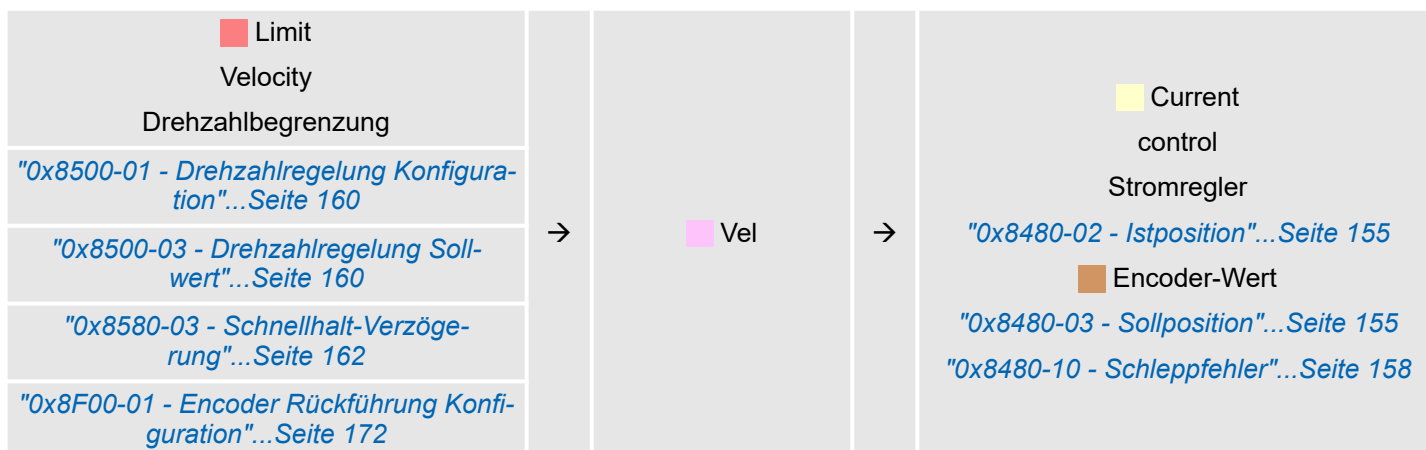 Limit
Velocity
Drehzahlbegrenzung
"0x8500-01 - Drehzahlregelung Konfigura-
tion"...Seite 160
"0x8500-03 - Drehzahlregelung Soll-
wert"...Seite 160
"0x8580-03 - Schnellhalt-Verzöge-
rung"...Seite 162
"0x8F00-01 - Encoder Rückführung Konfi-
guration"...Seite 172
→
Vel
→
Current
control
Stromregler
"0x8480-02 - Istposition"...Seite 155
Encoder-Wert
"0x8480-03 - Sollposition"...Seite 155
"0x8480-10 - Schleppfehler"...Seite 158